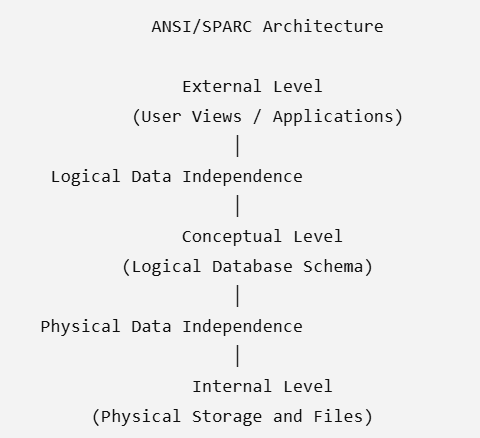 ANSI/SPARC Architecture
External Level
(User Views / Applications)
Logical Data Independence
Conceptual Level
(Logical Database Schema)
Physical Data Independence
Internal Level
(Physical Storage and Files)